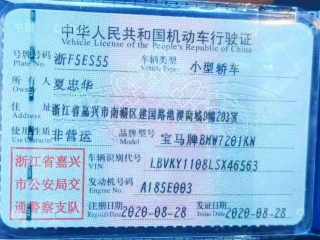 中华人民共和国机动车行驶证
Vehicle License of the People's Republic of China
号牌号码 浙F5ES55 车辆类型 小型轿车
Plate No. Vehicle Type
所有人 夏忠华
Owner
住址 浙江省嘉兴市南湖区建国路港澳商城0幢203室
使用性质 非营运 品牌型号 宝马牌BMW7201KN
浙江省嘉兴 车辆识别代号 LBVKY1108LSX46563
VIN
市公安局交 发动机号码 A185E003
Engine No.
通警察支队 注册日期 2020-08-28 发证日期 2020-08-28
Register Date Issue Date